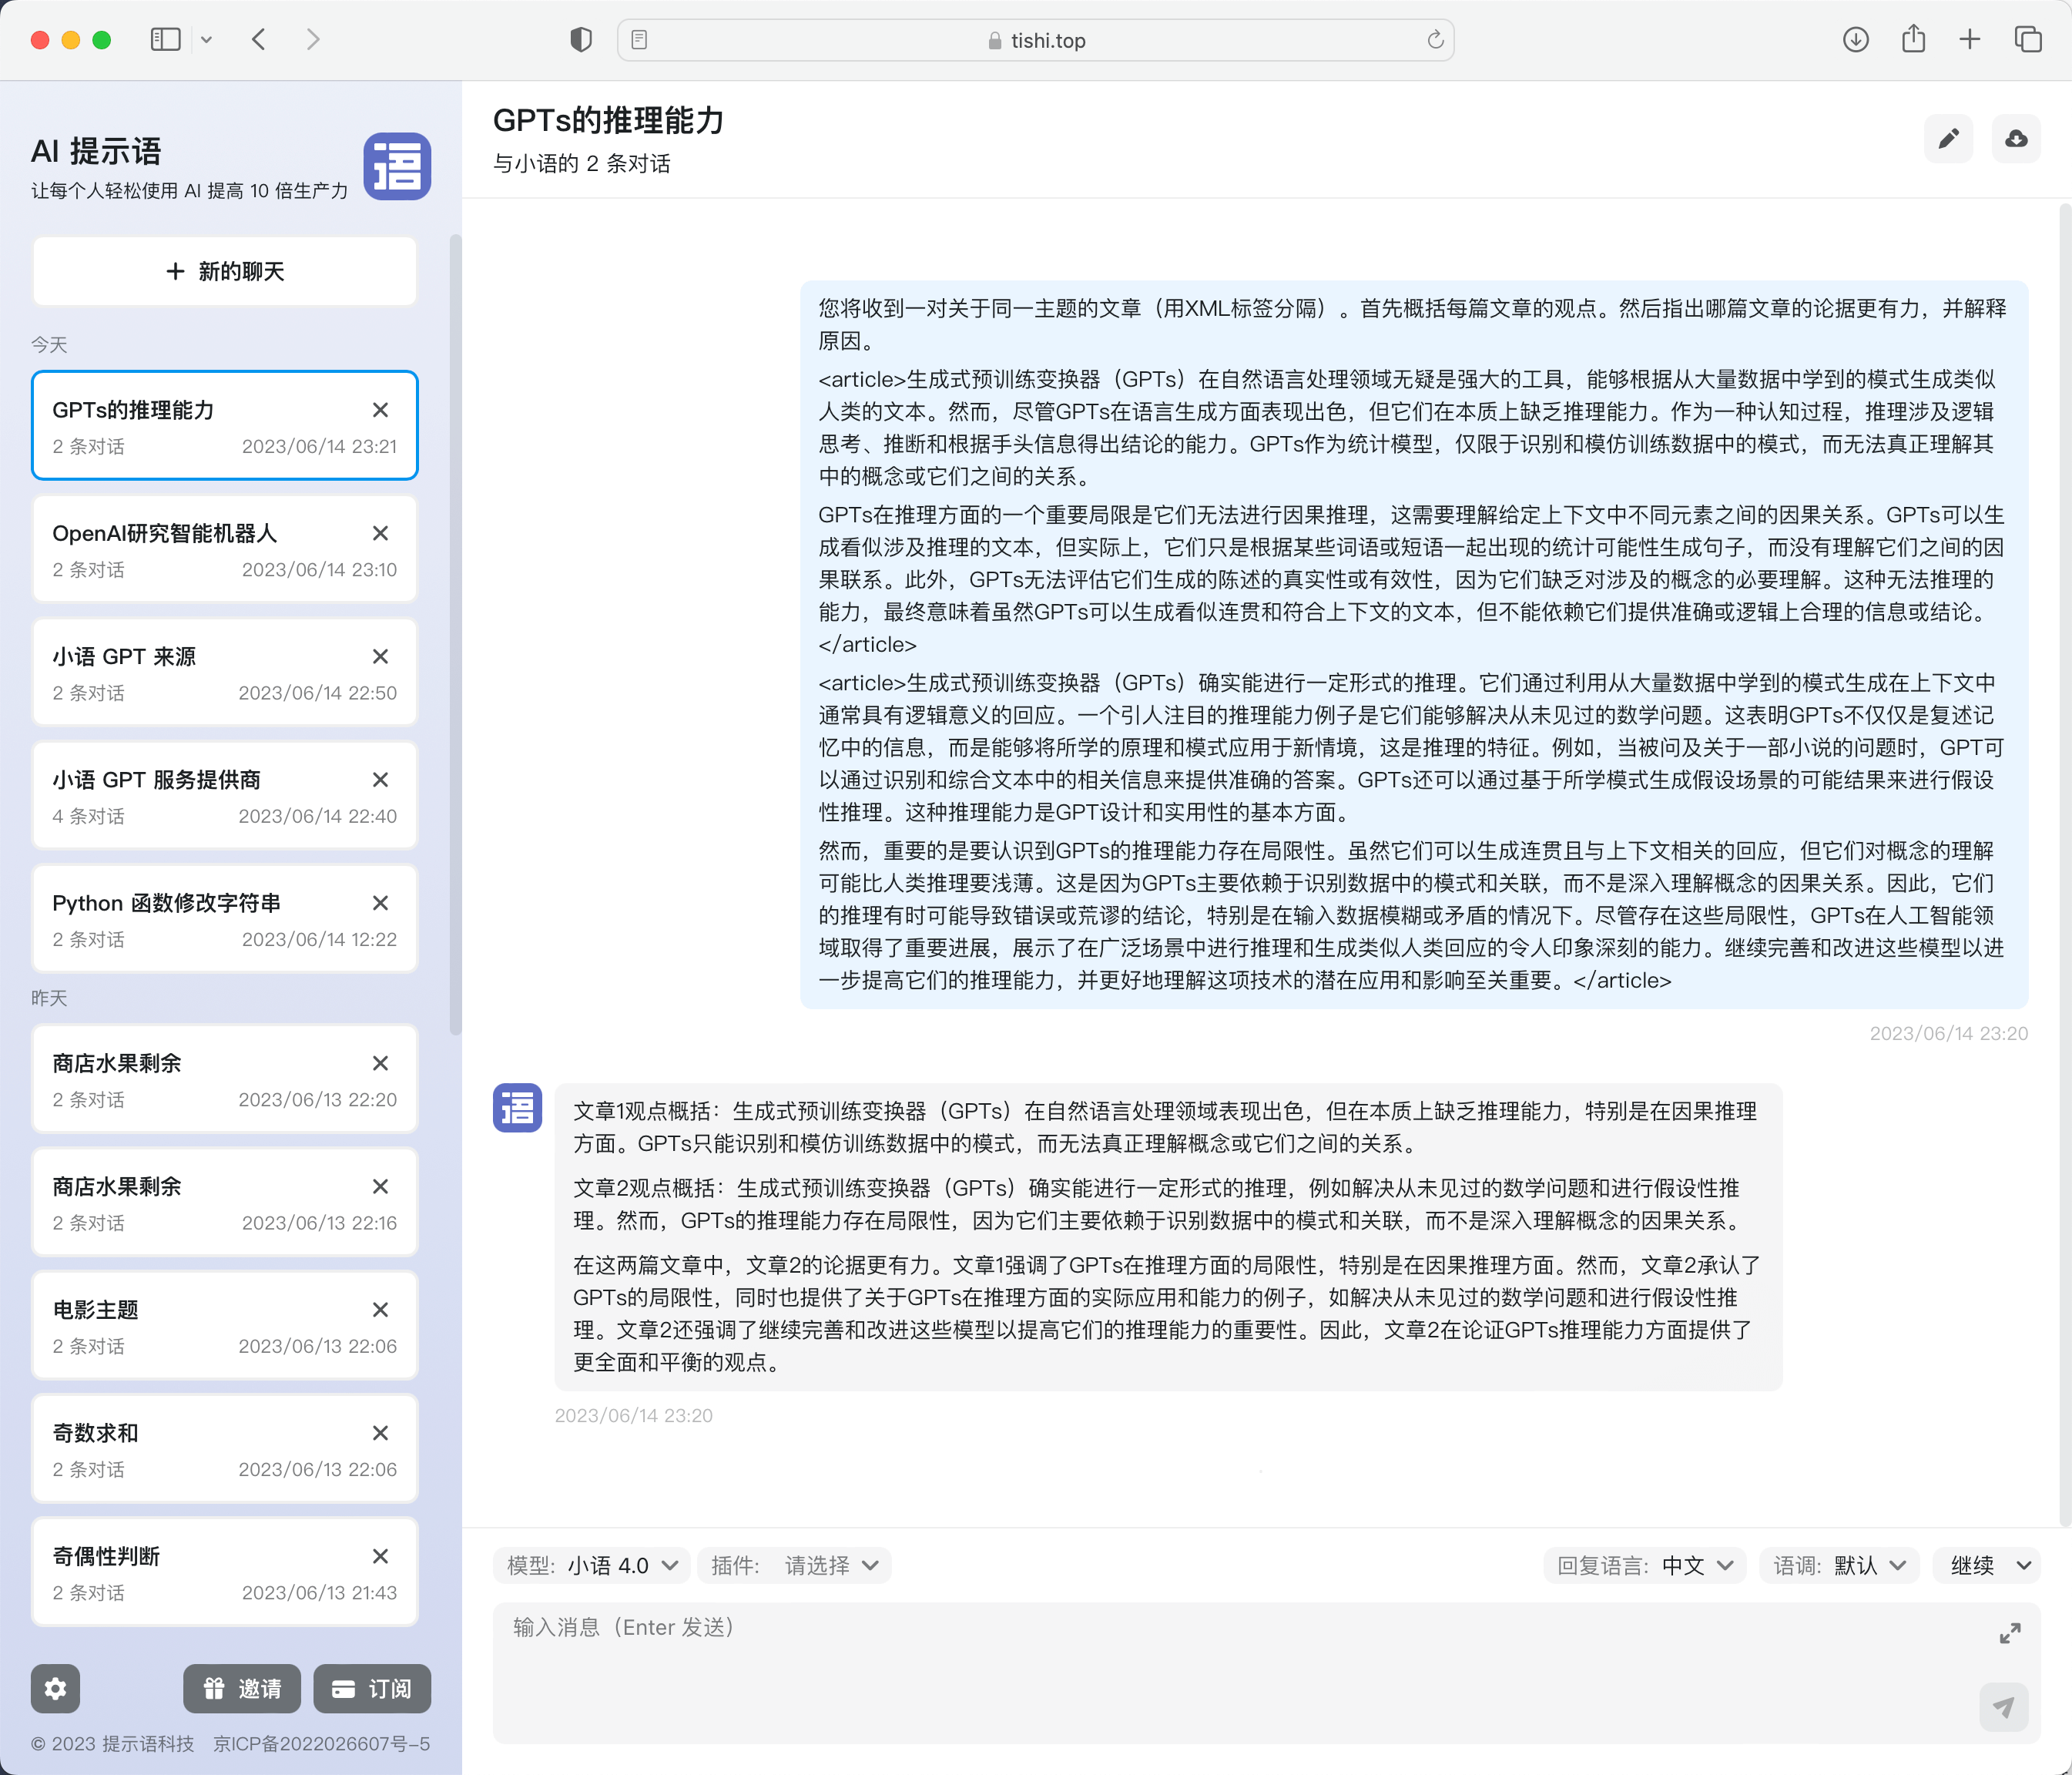 tishi.top
AI 提示语
让每个人轻松使用 AI 提高 10 倍生产力
语
+ 新的聊天
今天
GPTs的推理能力
2 条对话 2023/06/14 23:21
OpenAI研究智能机器人
2 条对话 2023/06/14 23:10
小语 GPT 来源
2 条对话 2023/06/14 22:50
小语 GPT 服务提供商
4 条对话 2023/06/14 22:40
Python 函数修改字符串
2 条对话 2023/06/14 12:22
昨天
商店水果剩余
2 条对话 2023/06/13 22:20
商店水果剩余
2 条对话 2023/06/13 22:16
电影主题
2 条对话 2023/06/13 22:06
奇数求和
2 条对话 2023/06/13 22:06
奇偶性判断
2 条对话 2023/06/13 21:43
邀请 订阅
© 2023 提示语科技 京ICP备2022026607号-5
GPTs的推理能力
与小语的 2 条对话
您将收到一对关于同一主题的文章（用XML标签分隔）。首先概括每篇文章的观点。然后指出哪篇文章的论据更有力，并解释
原因。
<article>生成式预训练变换器（GPTs）在自然语言处理领域无疑是强大的工具，能够根据从大量数据中学到的模式生成类似
人类的文本。然而，尽管GPTs在语言生成方面表现出色，但它们在本质上缺乏推理能力。作为一种认知过程，推理涉及逻辑
思考、推断和根据手头信息得出结论的能力。GPTs作为统计模型，仅限于识别和模仿训练数据中的模式，而无法真正理解其
中的概念或它们之间的关系。
GPTs在推理方面的一个重要局限是它们无法进行因果推理，这需要理解给定上下文中不同元素之间的因果关系。GPTs可以生
成看似涉及推理的文本，但实际上，它们只是根据某些词语或短语一起出现的统计可能性生成句子，而没有理解它们之间的因
果联系。此外，GPTs无法评估它们生成的陈述的真实性或有效性，因为它们缺乏对涉及的概念的必要理解。这种无法推理的
能力，最终意味着虽然GPTs可以生成看似连贯和符合上下文的文本，但不能依赖它们提供准确或逻辑上合理的信息或结论。
</article>
<article>生成式预训练变换器（GPTs）确实能进行一定形式的推理。它们通过利用从大量数据中学到的模式生成在上下文中
通常具有逻辑意义的回应。一个引人注目的推理能力例子是它们能够解决从未见过的数学问题。这表明GPTs不仅仅是复述记
忆中的信息，而是能够将所学的原理和模式应用于新情境，这是推理的特征。例如，当被问及关于一部小说的问题时，GPT可
以通过识别和综合文本中的相关信息来提供准确的答案。GPTs还可以通过基于所学模式生成假设场景的可能结果来进行假设
性推理。这种推理能力是GPT设计和实用性的基本方面。
然而，重要的是要认识到GPTs的推理能力存在局限性。虽然它们可以生成连贯且与上下文相关的回应，但它们对概念的理解
可能比人类推理要浅薄。这是因为GPTs主要依赖于识别数据中的模式和关联，而不是深入理解概念的因果关系。因此，它们
的推理有时可能导致错误或荒谬的结论，特别是在输入数据模糊或矛盾的情况下。尽管存在这些局限性，GPTs在人工智能领
域取得了重要进展，展示了在广泛场景中进行推理和生成类似人类回应的令人印象深刻的能力。继续完善和改进这些模型以进
一步提高它们的推理能力，并更好地理解这项技术的潜在应用和影响至关重要。</article>
2023/06/14 23:20
语
文章1观点概括：生成式预训练变换器（GPTs）在自然语言处理领域表现出色，但在本质上缺乏推理能力，特别是在因果推理
方面。GPTs只能识别和模仿训练数据中的模式，而无法真正理解概念或它们之间的关系。
文章2观点概括：生成式预训练变换器（GPTs）确实能进行一定形式的推理，例如解决从未见过的数学问题和进行假设性推
理。然而，GPTs的推理能力存在局限性，因为它们主要依赖于识别数据中的模式和关联，而不是深入理解概念的因果关系。
在这两篇文章中，文章2的论据更有力。文章1强调了GPTs在推理方面的局限性，特别是在因果推理方面。然而，文章2承认了
GPTs的局限性，同时也提供了关于GPTs在推理方面的实际应用和能力的例子，如解决从未见过的数学问题和进行假设性推
理。文章2还强调了继续完善和改进这些模型以提高它们的推理能力的重要性。因此，文章2在论证GPTs推理能力方面提供了
更全面和平衡的观点。
2023/06/14 23:20
模型: 小语 4.0 插件: 请选择 回复语言: 中文 语调: 默认 继续
输入消息（Enter 发送）